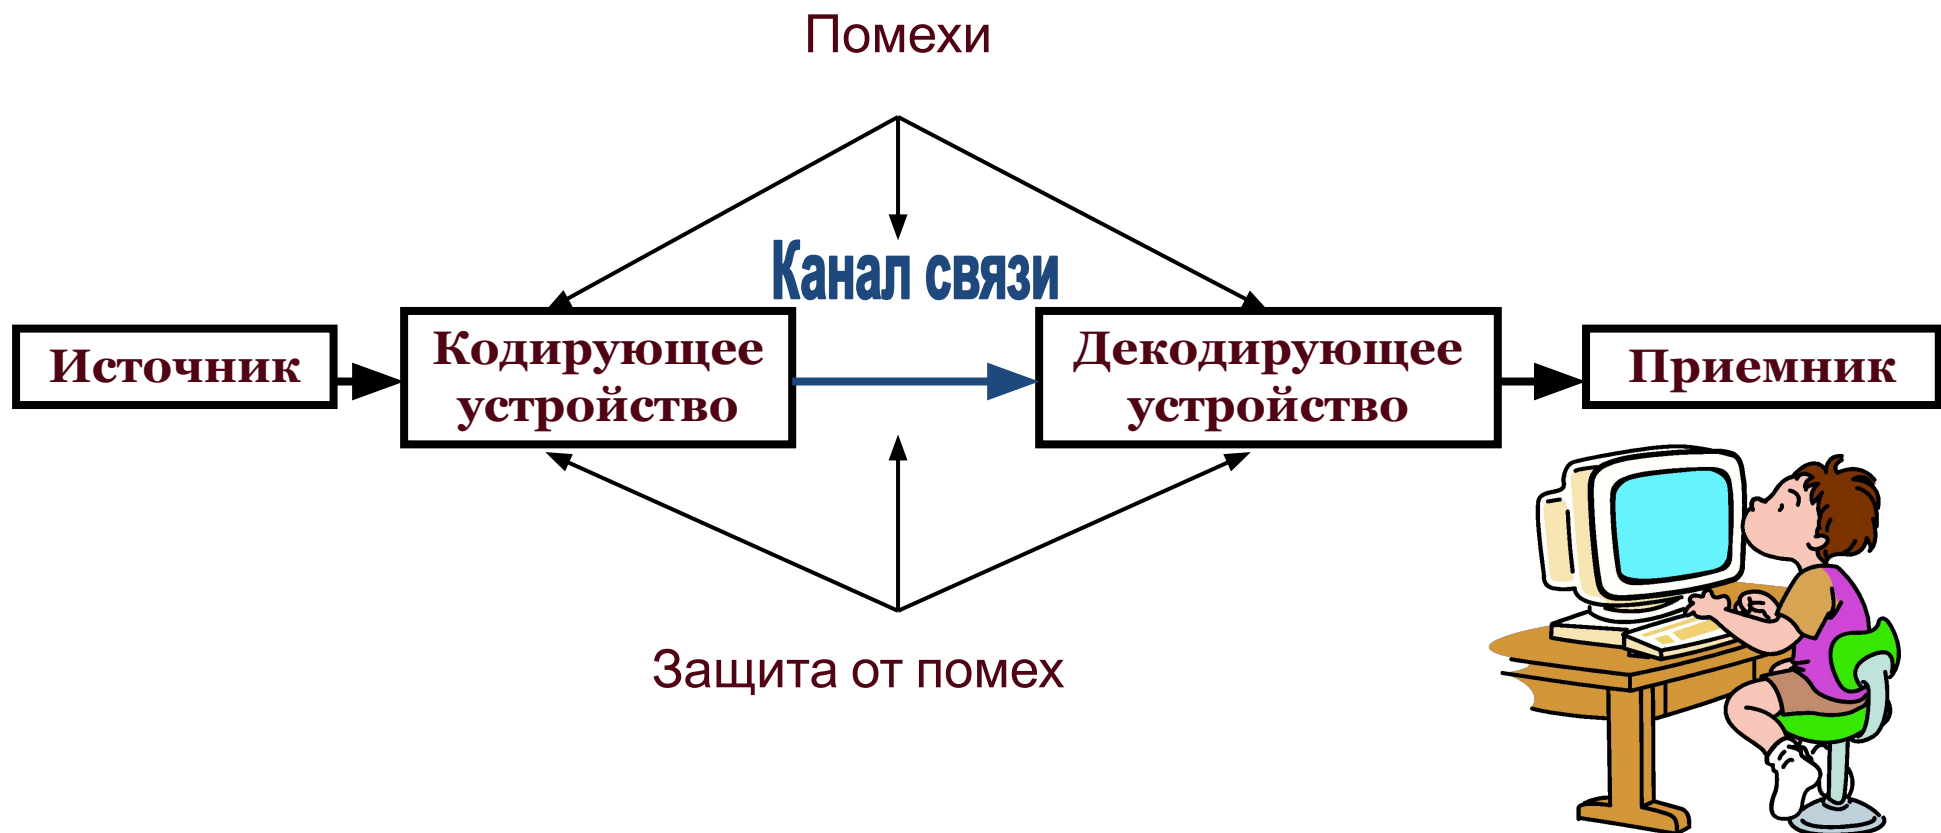 Помехи
Канал связи
Источник
Кодирующее
устройство
Декодирующее
устройство
Приемник
Защита от помех